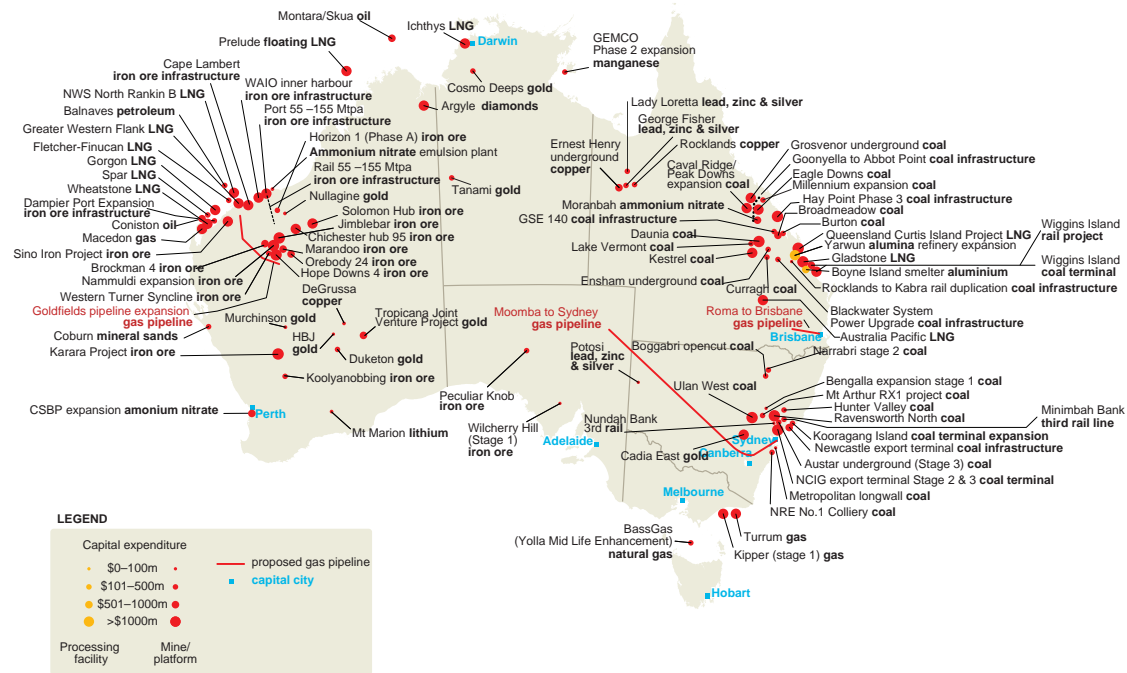 Montara/Skua oil
Ichthys LNG
Darwin
Prelude floating LNG
GEMCO
Phase 2 expansion
manganese
Cape Lambert
iron ore infrastructure
WAIO inner harbour
iron ore infrastructure
Cosmo Deeps gold
NWS North Rankin B LNG
Port 55 –155 Mtpa
iron ore infrastructure
Argyle diamonds
Balnaves petroleum
Greater Western Flank LNG
Horizon 1 (Phase A) iron ore
Fletcher-Finucan LNG
Ammonium nitrate emulsion plant
Gorgon LNG
Rail 55 –155 Mtpa
iron ore infrastructure
Spar LNG
Wheatstone LNG
Nullagine gold
Tanami gold
Dampier Port Expansion
iron ore infrastructure
Solomon Hub iron ore
Coniston oil
Jimblebar iron ore
Macedon gas
Chichester hub 95 iron ore
Sino Iron Project iron ore
Marandoo iron ore
Brockman 4 iron ore
Orebody 24 iron ore
Nammuldi expansion iron ore
Hope Downs 4 iron ore
Western Turner Syncline iron ore
DeGrussa
copper
Goldfields pipeline expansion
gas pipeline
Murchinson gold
Tropicana Joint
Venture Project gold
Coburn mineral sands
HBJ
gold
Karara Project iron ore
Duketon gold
Koolyanobbing iron ore
CSBP expansion amonium nitrate
Perth
Mt Marion lithium
Lady Loretta lead, zinc & silver
George Fisher
lead, zinc & silver
Rocklands copper
Ernest Henry
underground
copper
Caval Ridge/
Peak Downs
expansion coal
Moranbah ammonium nitrate
GSE 140 coal infrastructure
Daunia coal
Lake Vermont coal
Kestrel coal
Ensham underground coal
Curragh coal
Grosvenor underground coal
Goonyella to Abbot Point coal infrastructure
Eagle Downs coal
Millennium expansion coal
Hay Point Phase 3 coal infrastructure
Broadmeadow coal
Burton coal
Queensland Curtis Island Project LNG
Wiggins Island
rail project
Yarwun alumina refinery expansion
Gladstone LNG
Boyne Island smelter aluminium
Wiggins Island
coal terminal
Rocklands to Kabra rail duplication coal infrastructure
Blackwater System
Power Upgrade coal infrastructure
Australia Pacific LNG
Moomba to Sydney
gas pipeline
Roma to Brisbane
gas pipeline
Brisbane
Narrabri stage 2 coal
Boggabri opencut coal
Potosi
lead, zinc
& silver
Ulan West coal
Peculiar Knob
iron ore
Wilcherry Hill
(Stage 1)
iron ore
Adelaide
Nundah Bank
3rd rail
Cadia East gold
Sydney
Canberra
Bengalla expansion stage 1 coal
Mt Arthur RX1 project coal
Hunter Valley coal
Ravensworth North coal
Minimbah Bank
third rail line
Kooragang Island coal terminal expansion
Newcastle export terminal coal infrastructure
Austar underground (Stage 3) coal
NCIG export terminal Stage 2 & 3 coal terminal
Metropolitan longwall coal
NRE No.1 Colliery coal
Melbourne
BassGas
(Yolla Mid Life Enhancement)
natural gas
Turrum gas
Kipper (stage 1) gas
Hobart
LEGEND
Capital expenditure
$0–100m
$101–500m
$501–1000m
>$1000m
Processing
facility
Mine/
platform
proposed gas pipeline
capital city